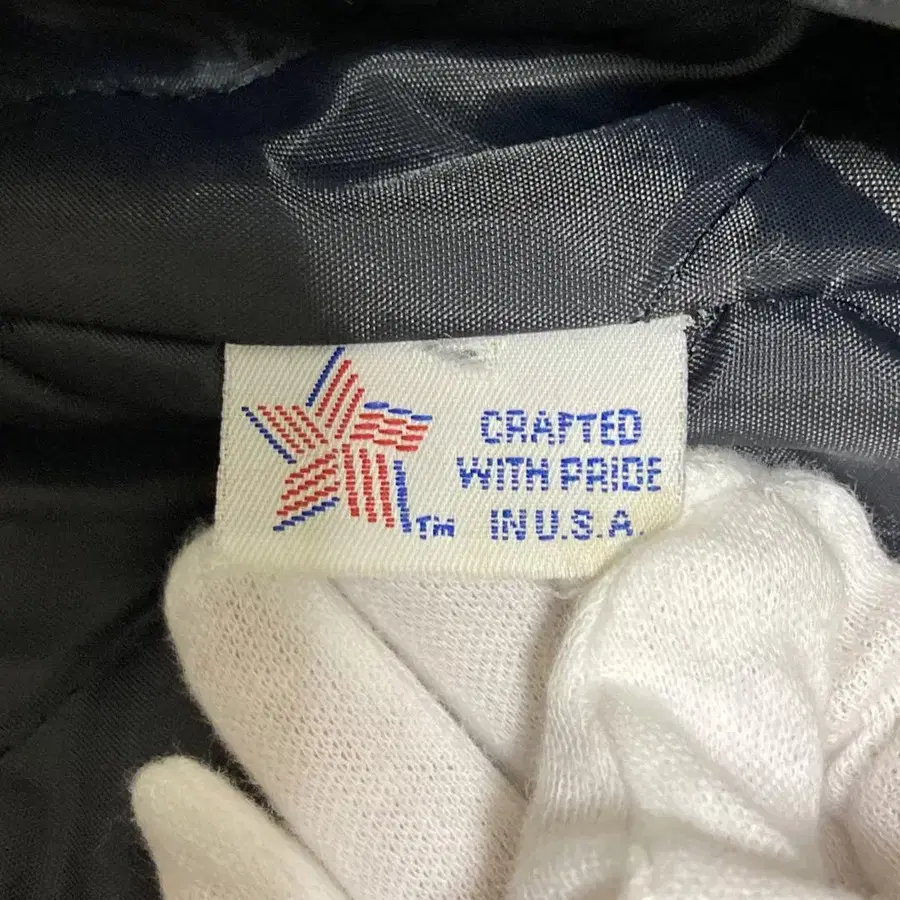 CRAFTED
WITH PRIDE
IN U.S.A.
TM